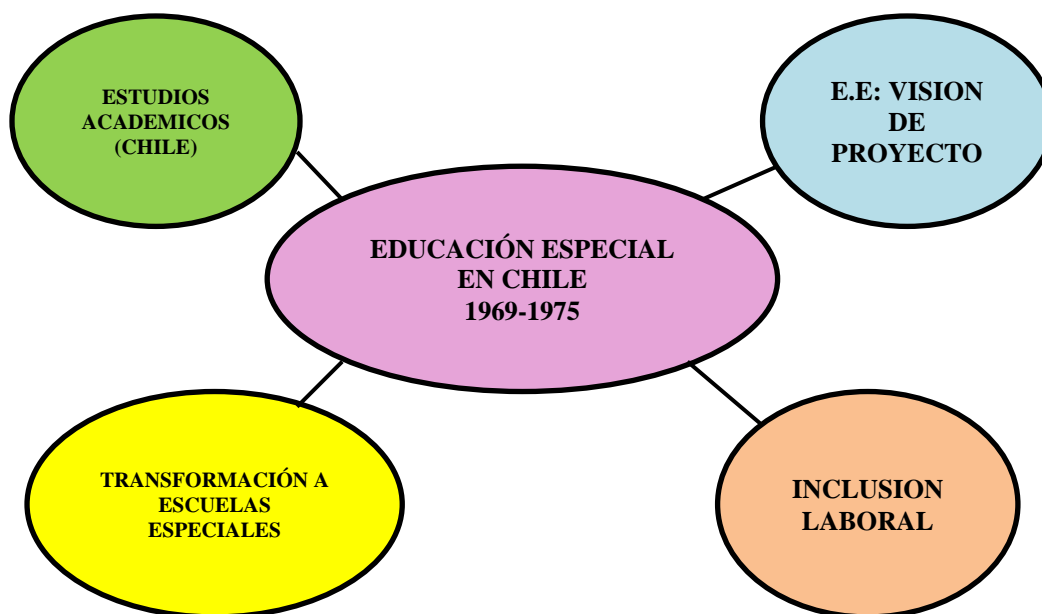 ESTUDIOS
ACADEMICOS
(CHILE)
E.E: VISION
DE
PROYECTO
EDUCACIÓN ESPECIAL
EN CHILE
1969-1975
TRANSFORMACIÓN A
ESCUELAS
ESPECIALES
INCLUSION
LABORAL